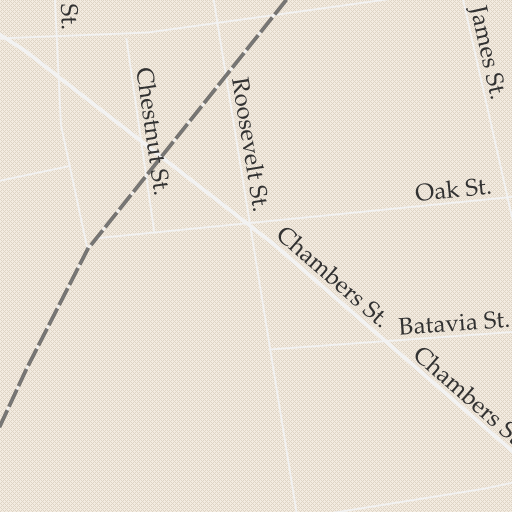 St.
James St.
Chestnut St.
Roosevelt St.
Oak St.
Chambers St.
Batavia St.
Chambers St